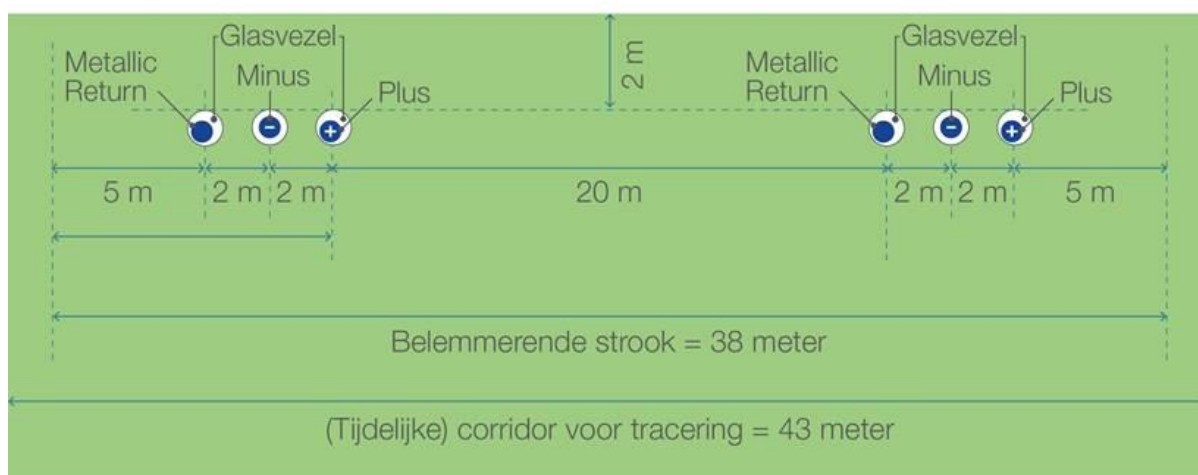 Glasvezel
Metallic
Return
Minus
Plus
2 m
Glasvezel
Metallic
Return
Minus
Plus
-
+
-
+
5 m
2 m
2 m
20 m
2 m
2 m
5 m
Belemmerende strook = 38 meter
(Tijdelijke) corridor voor tracering = 43 meter